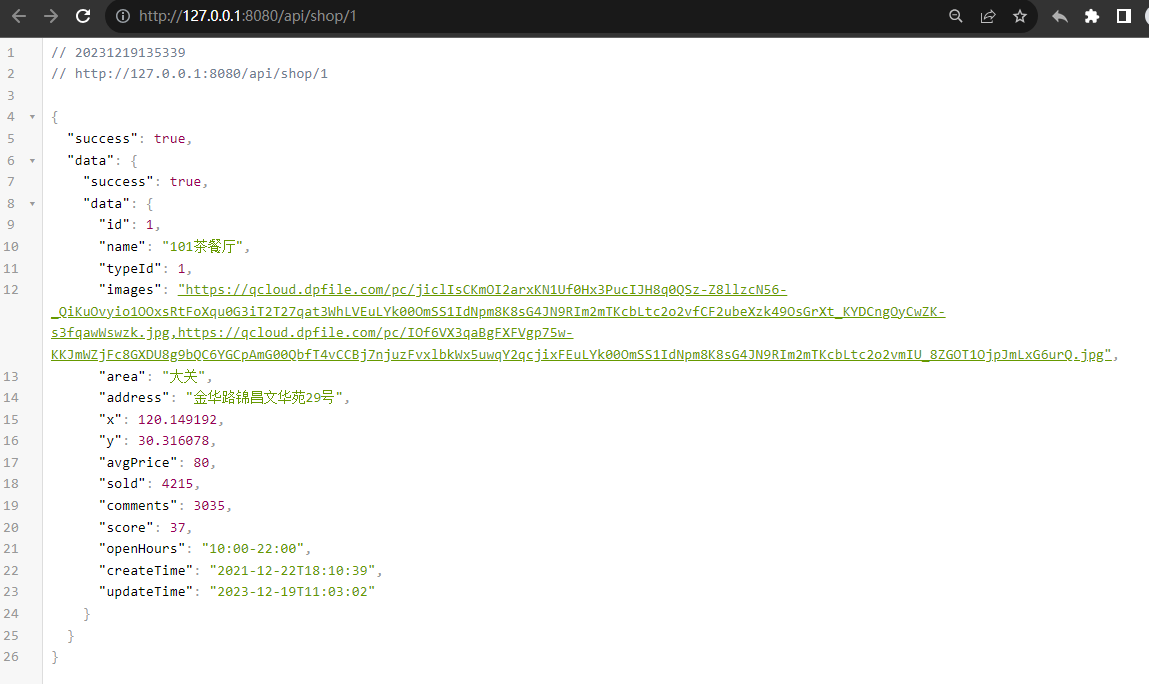 http://127.0.0.1:8080/api/shop/1
1 // 20231219135339
2 // http://127.0.0.1:8080/api/shop/1
3
4 {
5 "success": true,
6 "data": {
7 "success": true,
8 "data": {
9 "id": 1,
10 "name": "101茶餐厅",
11 "typeId": 1,
12 "images": "https://qcloud.dpfile.com/pc/jiclIsCKmOI2arxKN1Uf0Hx3PucIJH8q0QSz-Z8llzcN56-
_QiKuOvyio1OOxsRtFoXqu0G3iT2T27qat3WhLVEuLYk00OmSS1IdNpm8K8sG4JN9RIm2mTKcbLtc2o2vfCF2ubeXzk49OsGrXt_KYDCngOyCwZK-
s3fqawWswzk.jpg,https://qcloud.dpfile.com/pc/IOf6VX3qaBgFXFVgp75w-
KKJmWZjFc8GXDU8g9bQC6YGCpAmG00QbfT4vCCBj7njuzFvxlbkWx5uwqY2qcjixFEuLYk00OmSS1IdNpm8K8sG4JN9RIm2mTKcbLtc2o2vmIU_8ZGOT1OjpJmLxG6urQ.jpg",
13 "area": "大关",
14 "address": "金华路锦昌文华苑29号",
15 "x": 120.149192,
16 "y": 30.316078,
17 "avgPrice": 80,
18 "sold": 4215,
19 "comments": 3035,
20 "score": 37,
21 "openHours": "10:00-22:00",
22 "createTime": "2021-12-22T18:10:39",
23 "updateTime": "2023-12-19T11:03:02"
24 }
25 }
26 }